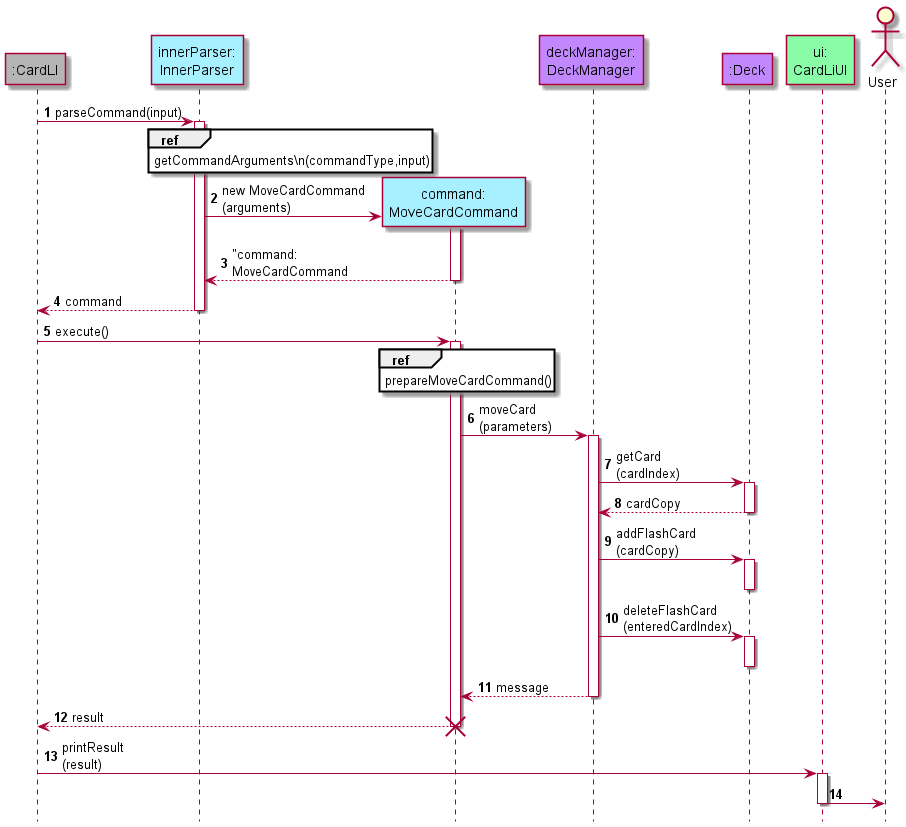 :CardLI
innerParser:
InnerParser
deckManager:
DeckManager
:Deck
ui:
CardLiUI
User
1 parseCommand(input)
ref
getCommandArguments\n(commandType,input)
2 new MoveCardCommand
(arguments)
command:
MoveCardCommand
3 "command:
MoveCardCommand
4 command
5 execute()
ref
prepareMoveCardCommand()
6 moveCard
(parameters)
7 getCard
(cardIndex)
8 cardCopy
9 addFlashCard
(cardCopy)
10 deleteFlashCard
(enteredCardIndex)
11 message
12 result
13 printResult
(result)
14